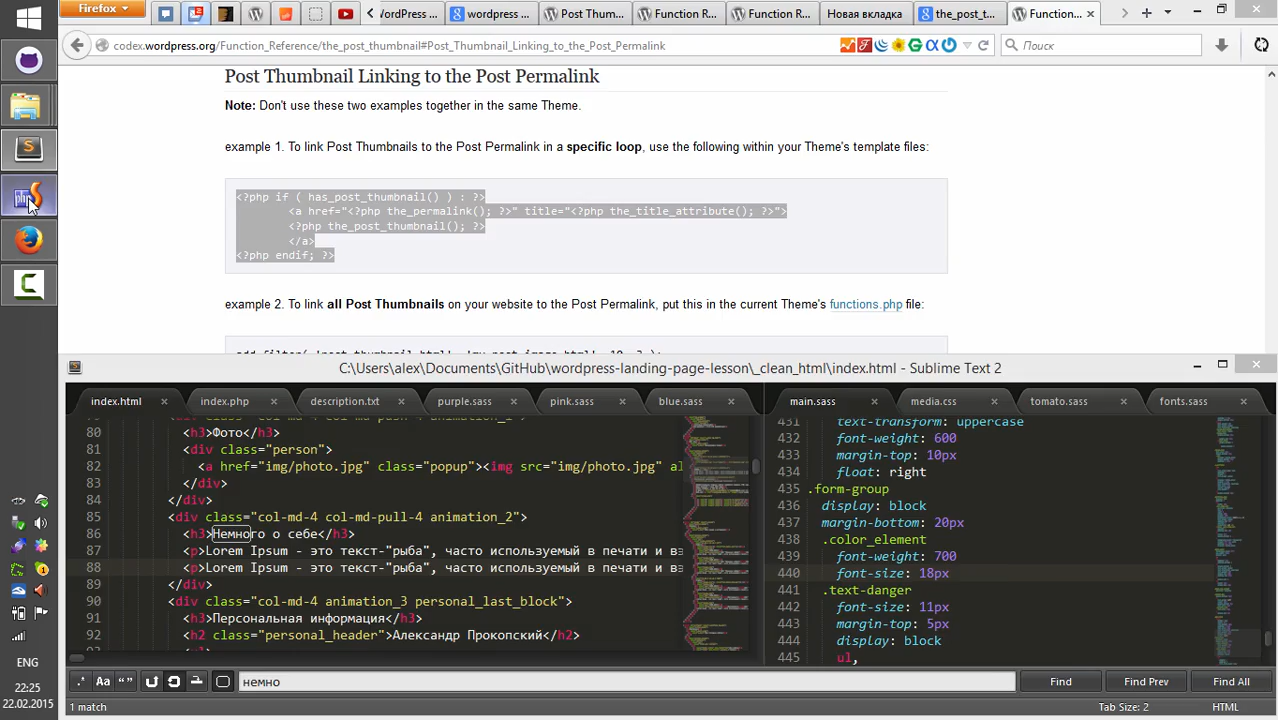 Firefox
WordPress ...
wordpress ...
Post Thum...
Function R...
Function R...
Новая вкладка
the_post_t...
Function...
codex.wordpress.org/Function_Reference/the_post_thumbnail#Post_Thumbnail_Linking_to_the_Post_Permalink
Поиск
Post Thumbnail Linking to the Post Permalink
Note: Don't use these two examples together in the same Theme.
example 1. To link Post Thumbnails to the Post Permalink in a specific loop, use the following within your Theme's template files:
<?php if ( has_post_thumbnail() ) : ?>
<a href="<?php the_permalink(); ?>" title="<?php the_title_attribute(); ?>">
<?php the_post_thumbnail(); ?>
</a>
<?php endif; ?>
example 2. To link all Post Thumbnails on your website to the Post Permalink, put this in the current Theme's functions.php file:
add_filter( 'post_thumbnail_html', 'my_post_image_html', 10, 3 );
C:\Users\alex\Documents\GitHub\wordpress-landing-page-lesson\_clean_html\index.html - Sublime Text 2
index.html
index.php
description.txt
purple.sass
pink.sass
blue.sass
80 <h3>Фото</h3>
81 <div class="person">
82 <a href="img/photo.jpg" class="popup"><img src="img/photo.jpg" al
83 </div>
84 </div>
85 <div class="col-md-4 col-md-pull-4 animation_2">
86 <h3>Немного о себе</h3>
87 <p>Lorem Ipsum - это текст-"рыба", часто используемый в печати и вэ
88 <p>Lorem Ipsum - это текст-"рыба", часто используемый в печати и вэ
89 </div>
90 <div class="col-md-4 animation_3 personal_last_block">
91 <h3>Персональная информация</h3>
92 <h2 class="personal_header">Александр Прокопский</h2>
main.sass
media.css
tomato.sass
fonts.sass
431 text-transform: uppercase
432 font-weight: 600
433 margin-top: 10px
434 float: right
435 .form-group
436 display: block
437 margin-bottom: 20px
438 .color_element
439 font-weight: 700
440 font-size: 18px
441 .text-danger
442 font-size: 11px
443 margin-top: 5px
444 display: block
445 ul,
немно
Find
Find Prev
Find All
1 match
Tab Size: 2
HTML
ENG
22:25
22.02.2015